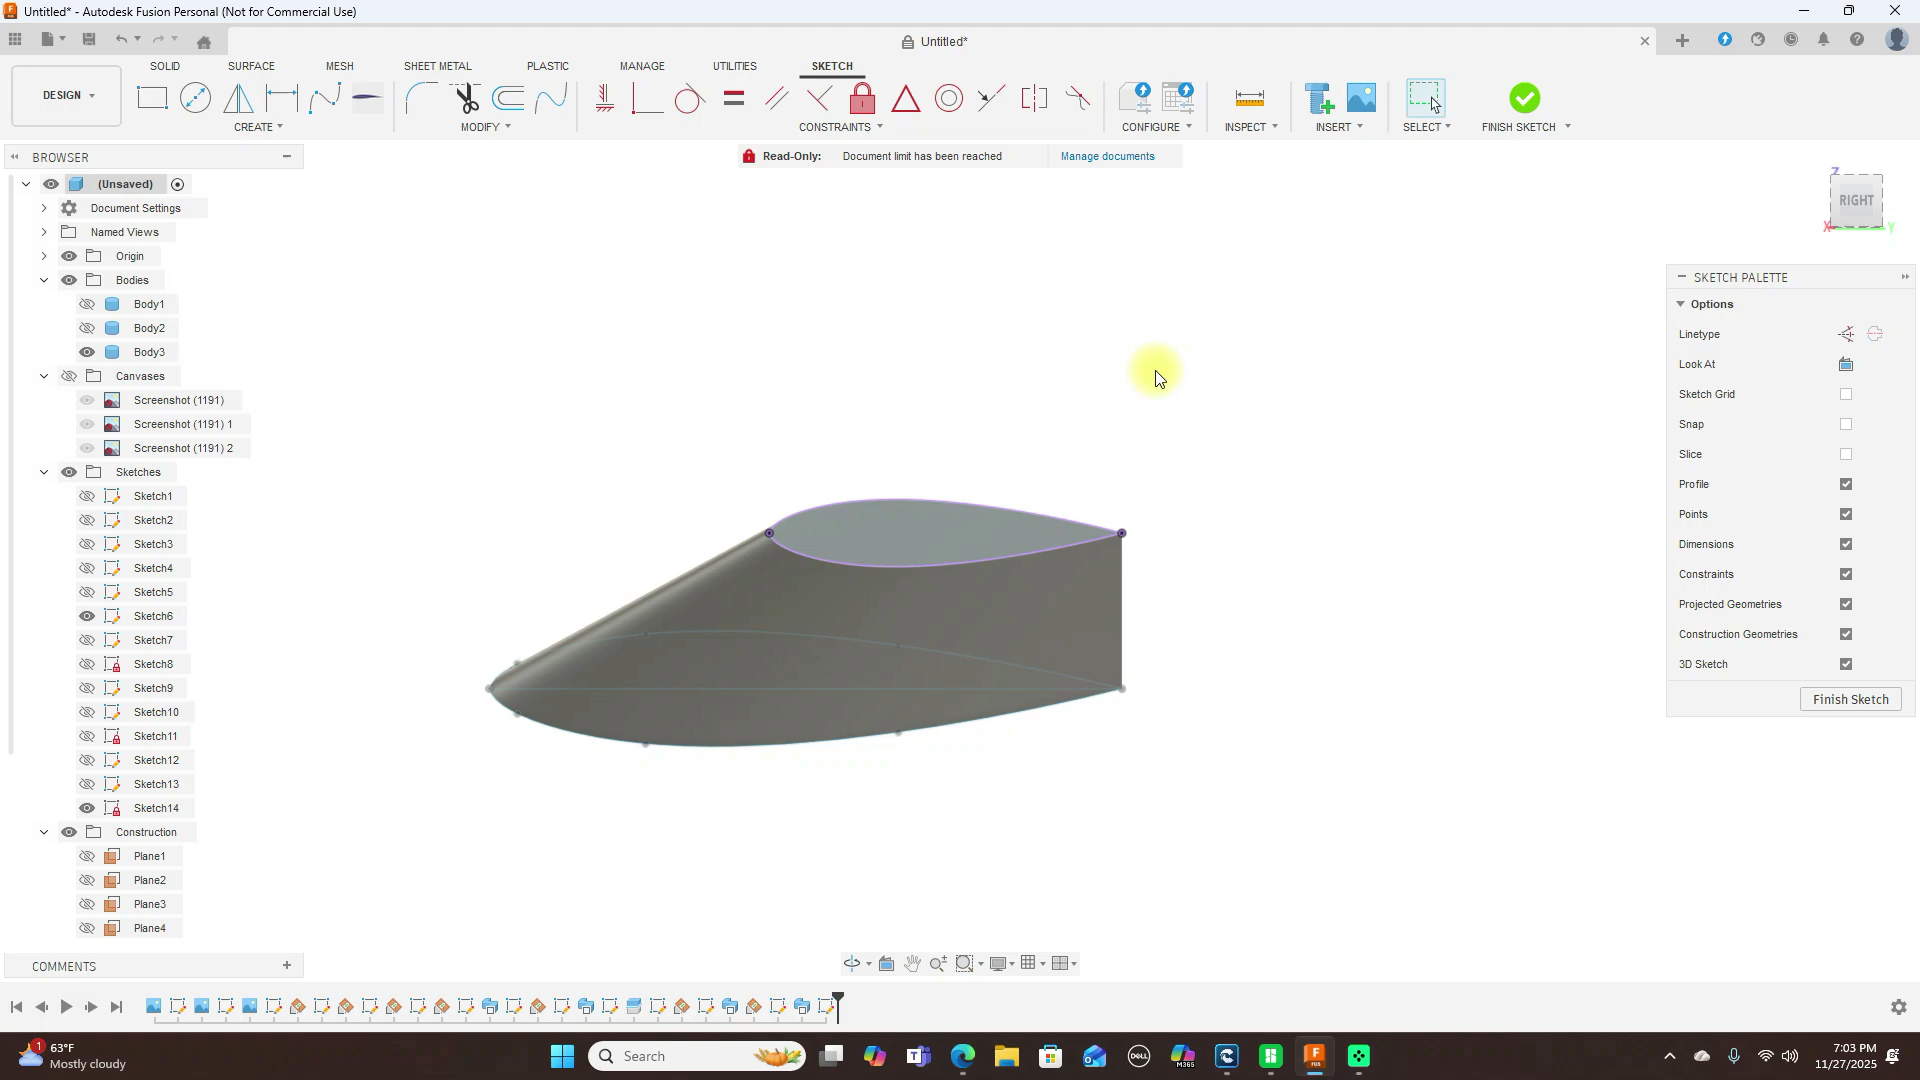 Untitled* - Autodesk Fusion Personal (Not for Commercial Use)
Untitled*
DESIGN
SOLID
SURFACE
MESH
SHEET METAL
PLASTIC
MANAGE
UTILITIES
SKETCH
CREATE
MODIFY
CONSTRAINTS
CONFIGURE
INSPECT
INSERT
SELECT
FINISH SKETCH
Read-Only: Document limit has been reached Manage documents
BROWSER
(Unsaved)
Document Settings
Named Views
Origin
Bodies
Body1
Body2
Body3
Canvases
Screenshot (1191)
Screenshot (1191) 1
Screenshot (1191) 2
Sketches
Sketch1
Sketch2
Sketch3
Sketch4
Sketch5
Sketch6
Sketch7
Sketch8
Sketch9
Sketch10
Sketch11
Sketch12
Sketch13
Sketch14
Construction
Plane1
Plane2
Plane3
Plane4
COMMENTS
Z
RIGHT
X
Y
SKETCH PALETTE
Options
Linetype
Look At
Sketch Grid
Snap
Slice
Profile
Points
Dimensions
Constraints
Projected Geometries
Construction Geometries
3D Sketch
Finish Sketch
1
63°F
Mostly cloudy
Search
DELL
M365
FUS
7:03 PM
11/27/2025